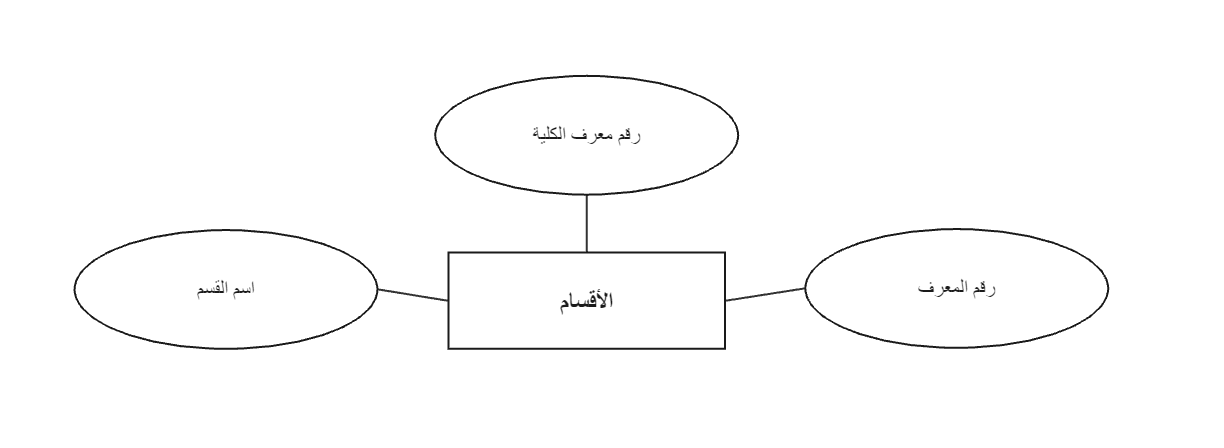 رقم معرف الكلية
رقم المعرف
الأقسام
اسم القسم